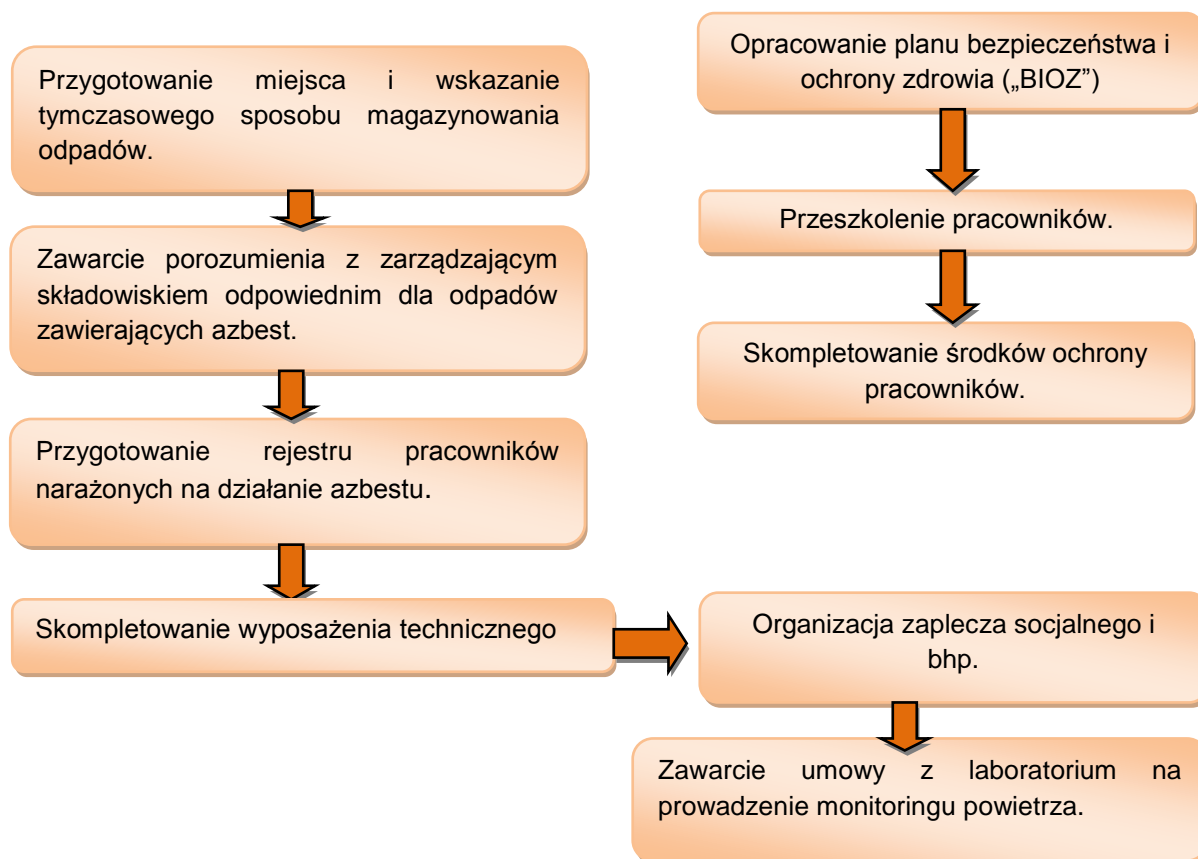 Przygotowanie miejsca i wskazanie
tymczasowego sposobu magazynowania
odpadów.
Zawarcie porozumienia z zarządzającym
składowiskiem odpowiednim dla odpadów
zawierających azbest.
Przygotowanie rejestru pracowników
narażonych na działanie azbestu.
Skompletowanie wyposażenia technicznego
Opracowanie planu bezpieczeństwa i
ochrony zdrowia („BIOZ”)
Przeszkolenie pracowników.
Skompletowanie środków ochrony
pracowników.
Organizacja zaplecza socjalnego i
bhp.
Zawarcie umowy z laboratorium na
prowadzenie monitoringu powietrza.